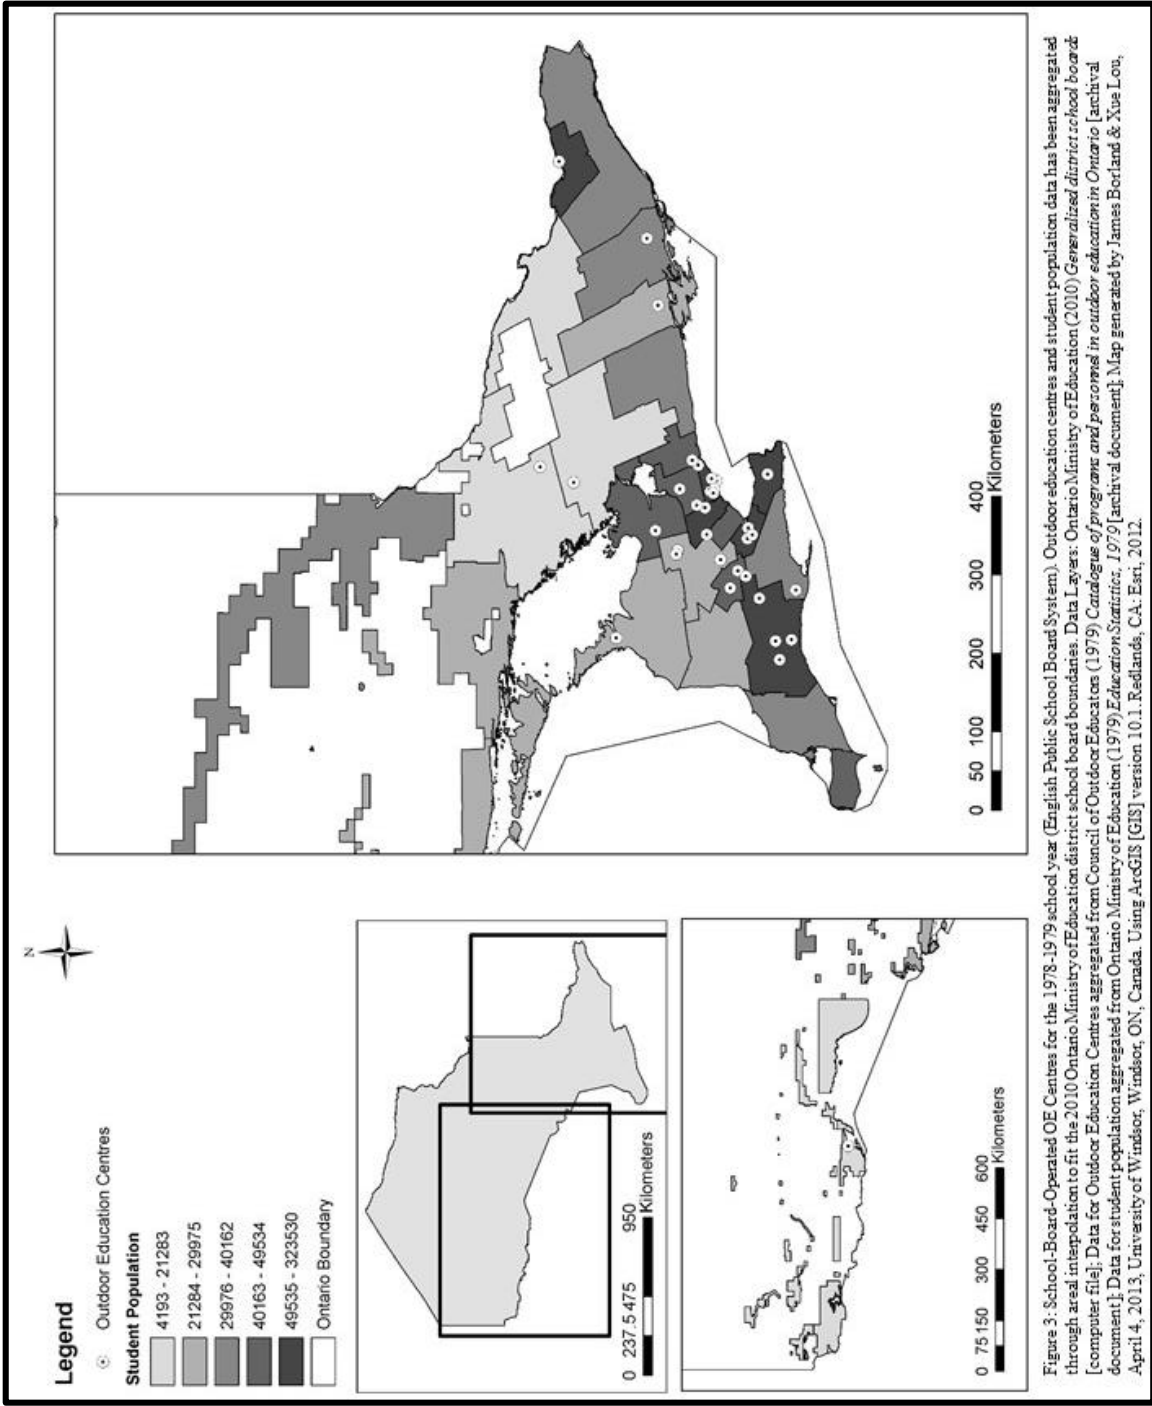 N
Legend
Outdoor Education Centres
Student Population
4193 - 21283
21284 - 29975
29976 - 40162
40163 - 49534
49535 - 323530
Ontario Boundary
0 237.5 475 950
Kilometers
0 75 150 300 450 600
Kilometers
0 50 100 200 300 400
Kilometers
Figure 3: School-Board-Operated OE Centres for the 1978-1979 school year (English Public School Board System). Outdoor education centres and student population data has been aggregated
through areal interpolation to fit the 2010 Ontario Ministry of Education district school board boundaries. Data Layers: Ontario Ministry of Education (2010) Generalized district school boards
[computer file]; Data for Outdoor Education Centres aggregated from Council of Outdoor Educators (1979) Catalogue of programs and personnel in outdoor education in Ontario [archival
document]; Data for student population aggregated from Ontario Ministry of Education (1979) Education Statistics, 1979 [archival document]; Map generated by James Borland & Xue Lou,
April 4, 2013, University of Windsor, Windsor, ON, Canada. Using ArcGIS [GIS] version 10.1. Redlands, CA: Esri, 2012.